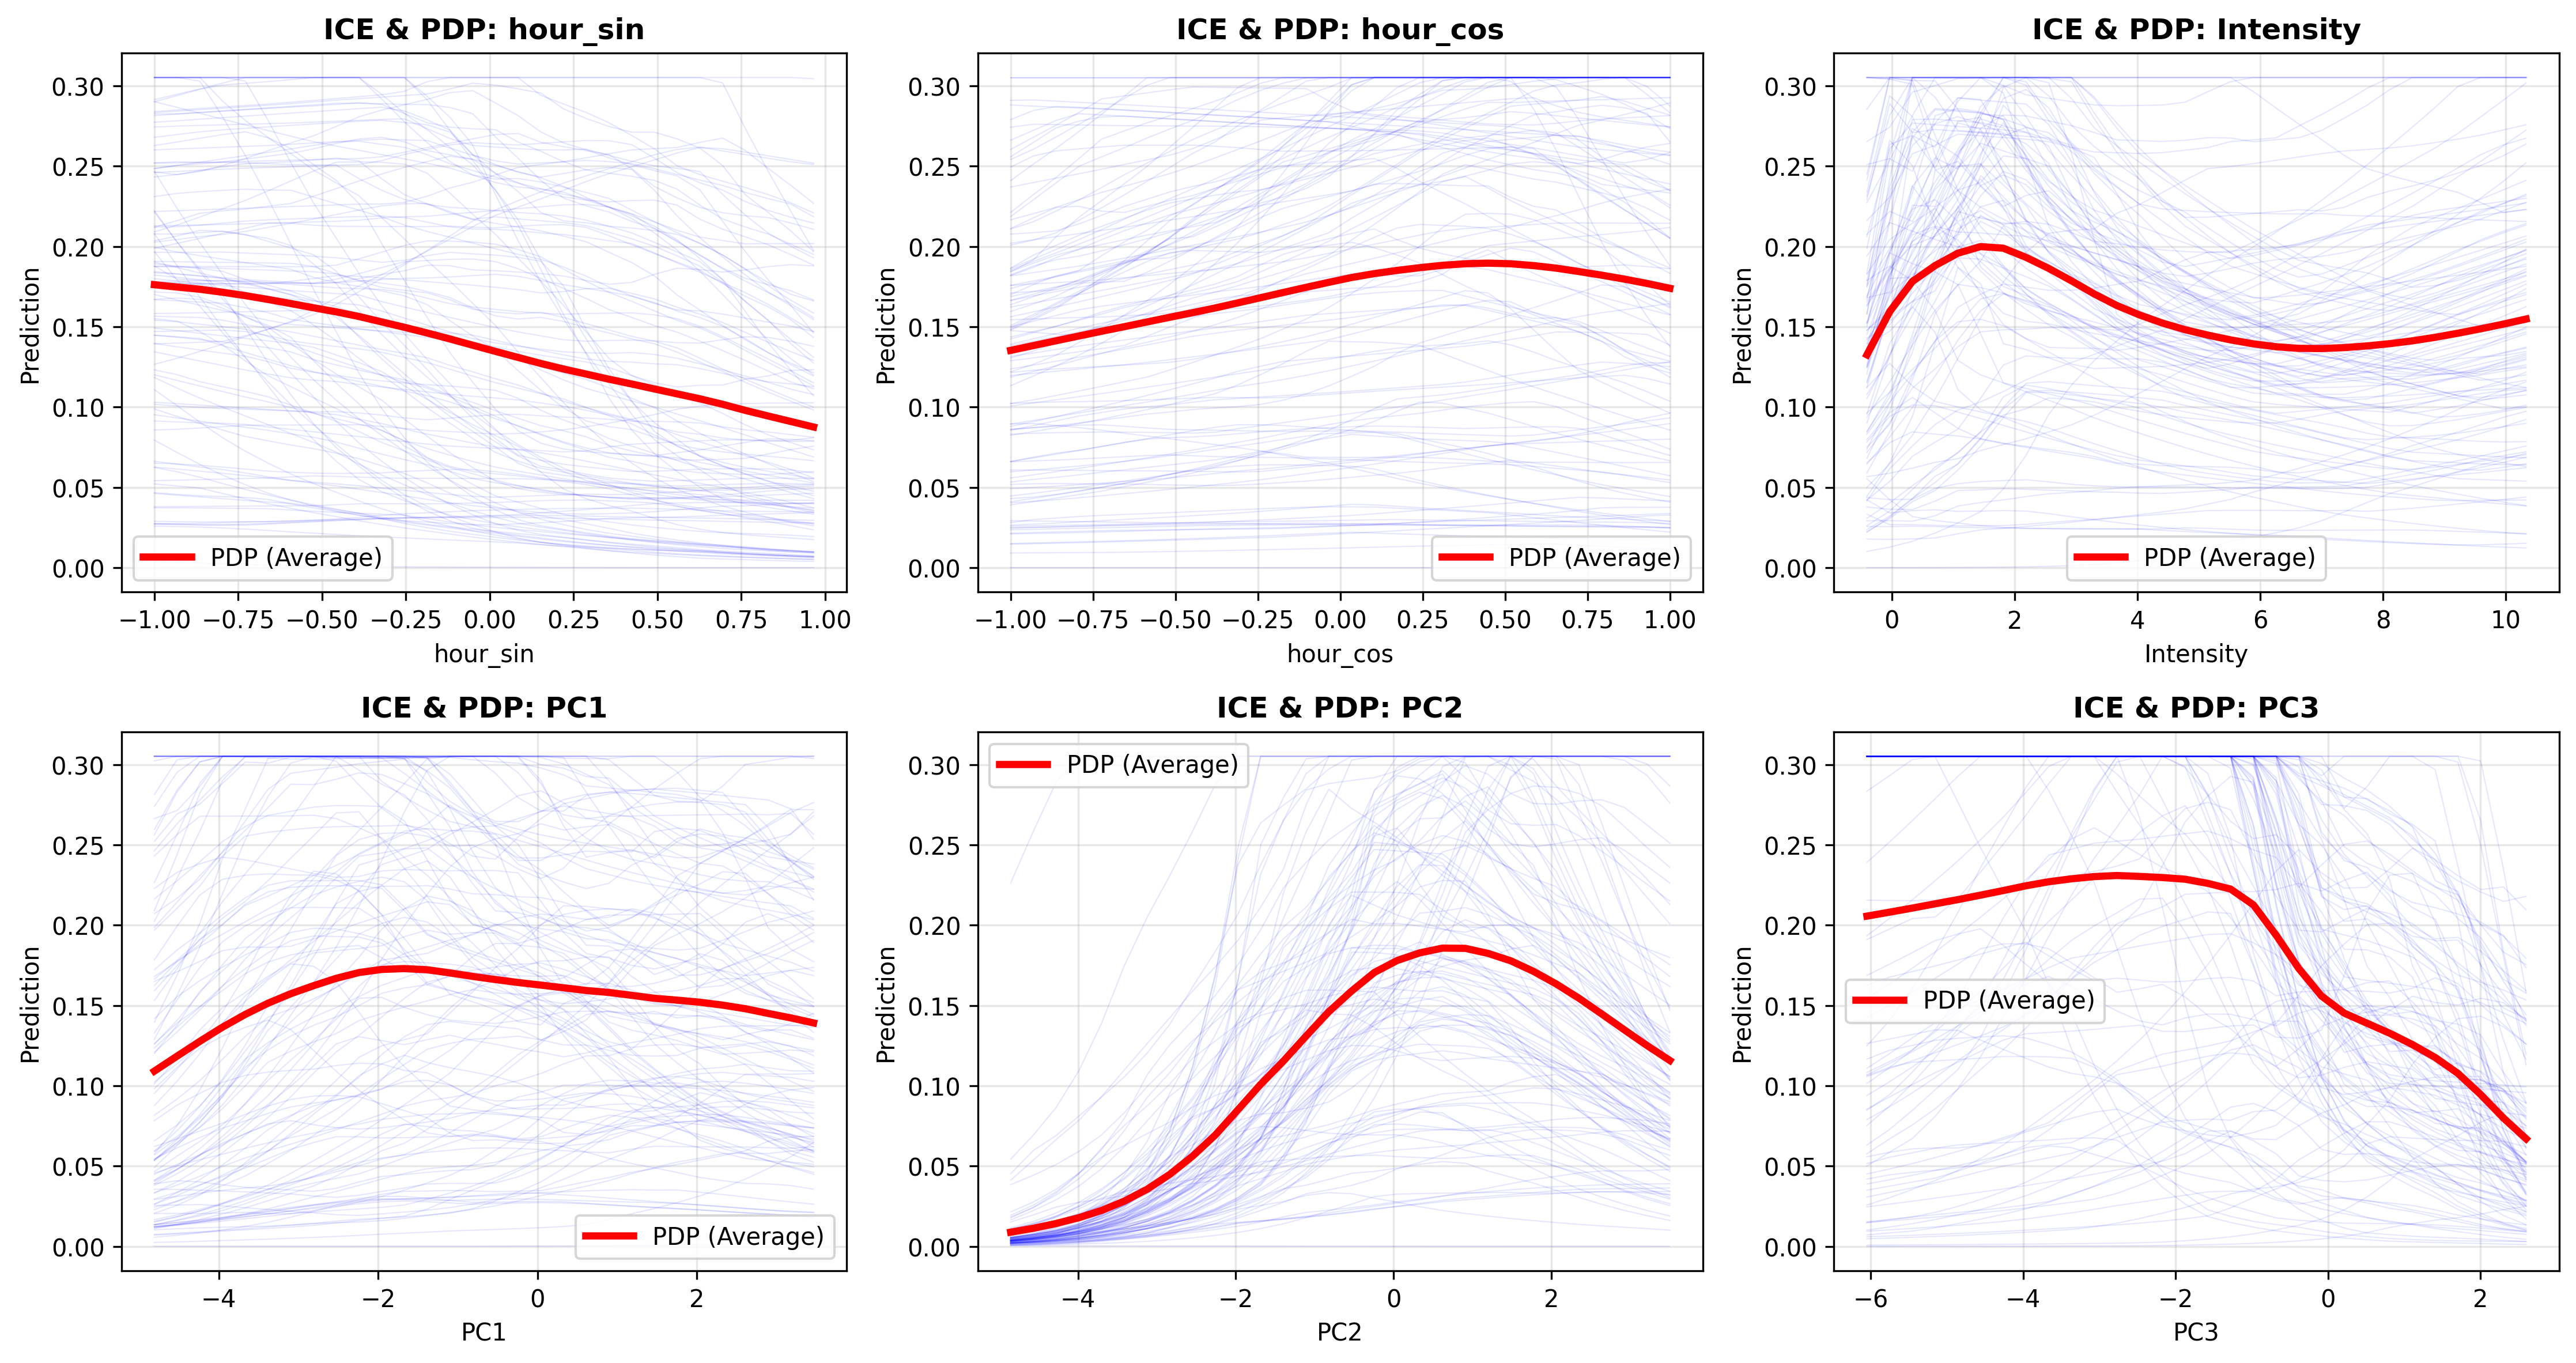 ICE & PDP: hour_sin
Prediction
0.30
0.25
0.20
0.15
0.10
0.05
0.00
PDP (Average)
−1.00 −0.75 −0.50 −0.25 0.00 0.25 0.50 0.75 1.00
hour_sin
ICE & PDP: hour_cos
Prediction
0.30
0.25
0.20
0.15
0.10
0.05
0.00
PDP (Average)
−1.00 −0.75 −0.50 −0.25 0.00 0.25 0.50 0.75 1.00
hour_cos
ICE & PDP: Intensity
Prediction
0.30
0.25
0.20
0.15
0.10
0.05
0.00
PDP (Average)
0 2 4 6 8 10
Intensity
ICE & PDP: PC1
Prediction
0.30
0.25
0.20
0.15
0.10
0.05
0.00
PDP (Average)
−4 −2 0 2
PC1
ICE & PDP: PC2
Prediction
PDP (Average)
0.30
0.25
0.20
0.15
0.10
0.05
0.00
−4 −2 0 2
PC2
ICE & PDP: PC3
Prediction
0.30
0.25
0.20
0.15
0.10
0.05
0.00
PDP (Average)
−6 −4 −2 0 2
PC3